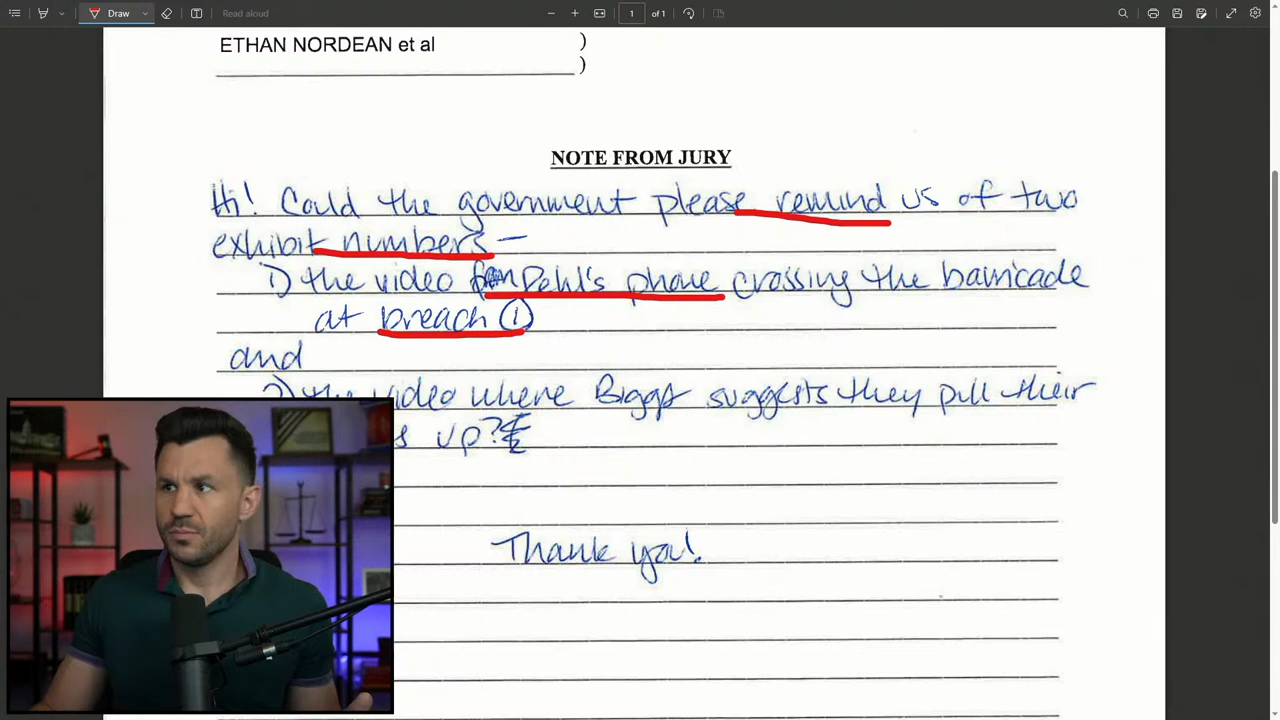 Draw
Read aloud
1 of 1
ETHAN NORDEAN et al )
)
NOTE FROM JURY
Hi! Could the government please remind us of two
exhibit numbers –
1) the video from Pehl's phone crossing the barricade
at breach ①
and
2) the video where Biggs suggests they pull their
s up?
Thank you!